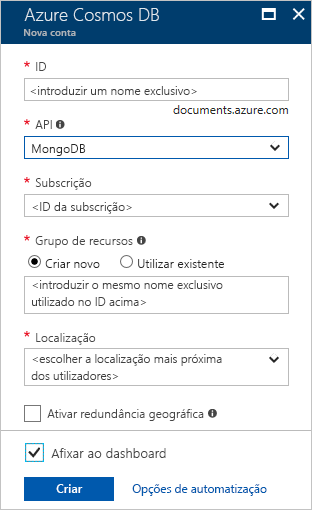 Azure Cosmos DB
Nova conta
* ID
<introduzir um nome exclusivo>
documents.azure.com
* API
MongoDB
* Subscrição
<ID da subscrição>
* Grupo de recursos
Criar novo Utilizar existente
<introduzir o mesmo nome exclusivo
utilizado no ID acima>
* Localização
<escolher a localização mais próxima
dos utilizadores>
Ativar redundância geográfica
Afixar ao dashboard
Criar Opções de automatização